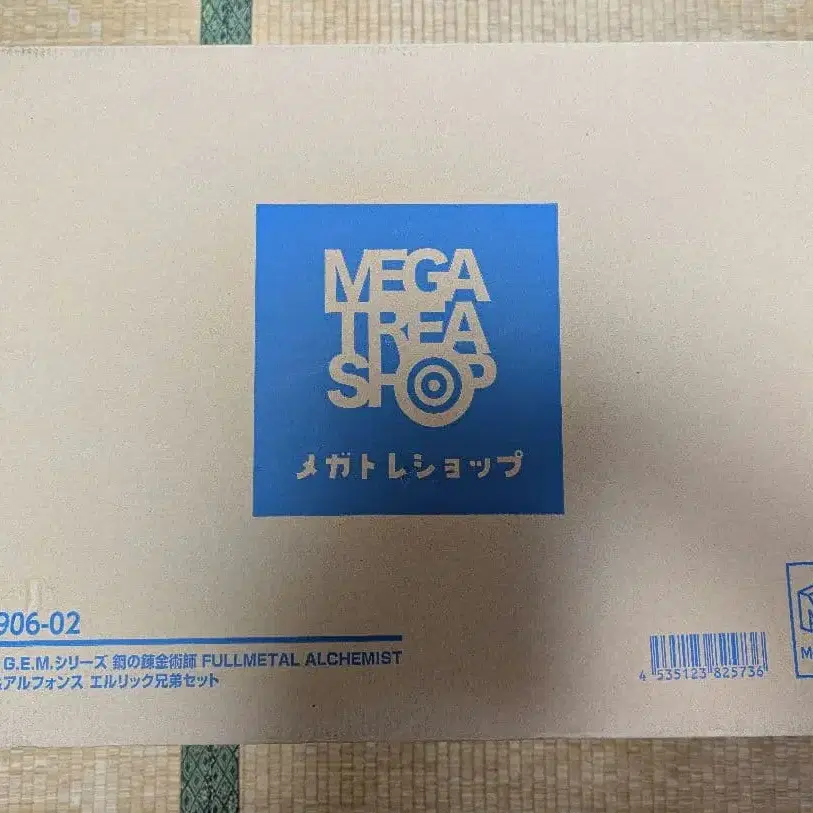 MEGA
TREA
SHOP
メガトレショップ
906-02
G.E.M.シリーズ 鋼の錬金術師 FULLMETAL ALCHEMIST
&アルフォンス エルリック兄弟セット
4 535123 825736